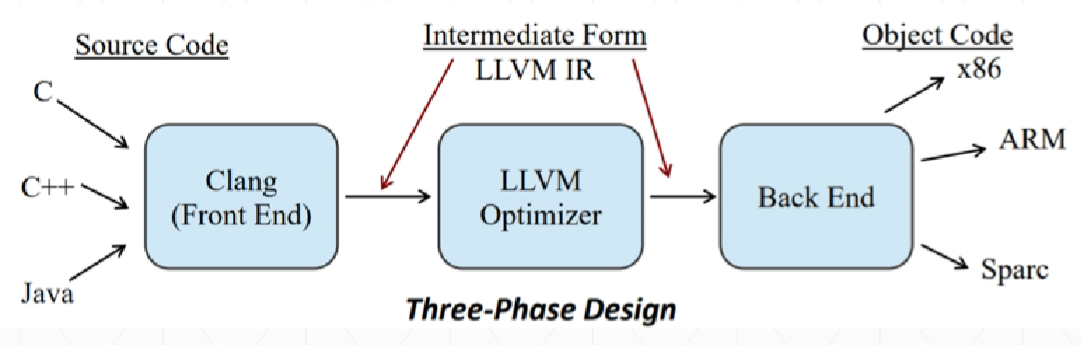 Source Code
Intermediate Form
LLVM IR
Object Code
C
C++
Java
Clang
(Front End)
LLVM
Optimizer
Back End
x86
ARM
Sparc
Three-Phase Design